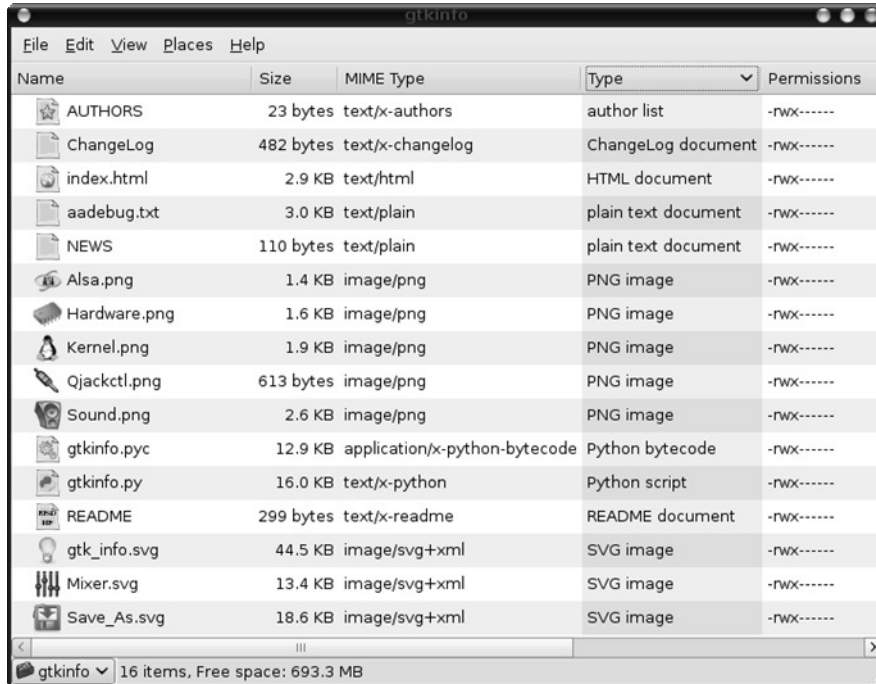 gtkinfo
File Edit View Places Help
Name Size MIME Type Type Permissions
AUTHORS 23 bytes text/x-authors author list -rwx------
ChangeLog 482 bytes text/x-changelog ChangeLog document -rwx------
index.html 2.9 KB text/html HTML document -rwx------
aadebug.txt 3.0 KB text/plain plain text document -rwx------
NEWS 110 bytes text/plain plain text document -rwx------
Alsa.png 1.4 KB image/png PNG image -rwx------
Hardware.png 1.6 KB image/png PNG image -rwx------
Kernel.png 1.9 KB image/png PNG image -rwx------
Qjackctl.png 613 bytes image/png PNG image -rwx------
Sound.png 2.6 KB image/png PNG image -rwx------
gtkinfo.pyc 12.9 KB application/x-python-bytecode Python bytecode -rwx------
gtkinfo.py 16.0 KB text/x-python Python script -rwx------
README 299 bytes text/x-readme README document -rwx------
gtk_info.svg 44.5 KB image/svg+xml SVG image -rwx------
Mixer.svg 13.4 KB image/svg+xml SVG image -rwx------
Save_As.svg 18.6 KB image/svg+xml SVG image -rwx------
gtkinfo 16 items, Free space: 693.3 MB